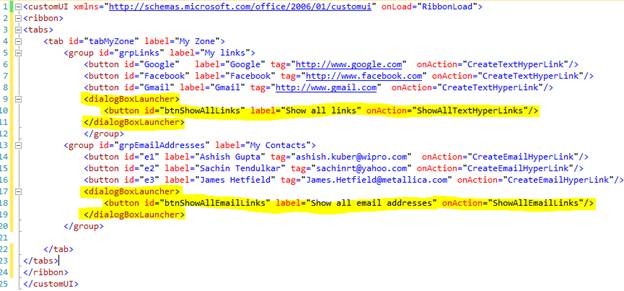 1 <customUI xmlns="http://schemas.microsoft.com/office/2006/01/customui" onLoad="RibbonLoad">
2 <ribbon>
3 <tabs>
4 <tab id="tabMyZone" label="My Zone">
5 <group id="grpLinks" label="My links">
6 <button id="Google" label="Google" tag="http://www.google.com" onAction="CreateTextHyperLink"/>
7 <button id="Facebook" label="Facebook" tag="http://www.facebook.com" onAction="CreateTextHyperLink"/>
8 <button id="Gmail" label="Gmail" tag="http://www.gmail.com" onAction="CreateTextHyperLink"/>
9 <dialogBoxLauncher>
10 <button id="btnShowAllLinks" label="Show all links" onAction="ShowAllTextHyperLinks"/>
11 </dialogBoxLauncher>
12 </group>
13 <group id="grpEmailAddresses" label="My Contacts">
14 <button id="e1" label="Ashish Gupta" tag="ashish.kuber@wipro.com" onAction="CreateEmailHyperLink"/>
15 <button id="e2" label="Sachin Tendulkar" tag="sachinrt@yahoo.com" onAction="CreateEmailHyperLink"/>
16 <button id="e3" label="James Hetfield" tag="James.Hetfield@metallica.com" onAction="CreateEmailHyperLink"/>
17 <dialogBoxLauncher>
18 <button id="btnShowAllEmailLinks" label="Show all email addresses" onAction="ShowAllEmailLinks"/>
19 </dialogBoxLauncher>
20 </group>
21
22 </tab>
23 </tabs>
24 </ribbon>
25 </customUI>